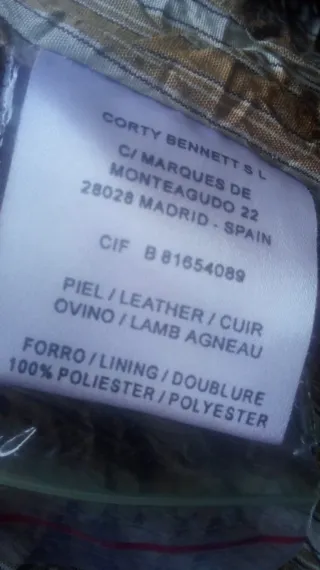 CORTY BENNETT S L
C/ MARQUES DE
MONTEAGUDO 22
28028 MADRID - SPAIN
CIF B 81654089
PIEL / LEATHER / CUIR
OVINO / LAMB AGNEAU
FORRO / LINING / DOUBLURE
100% POLIESTER / POLYESTER